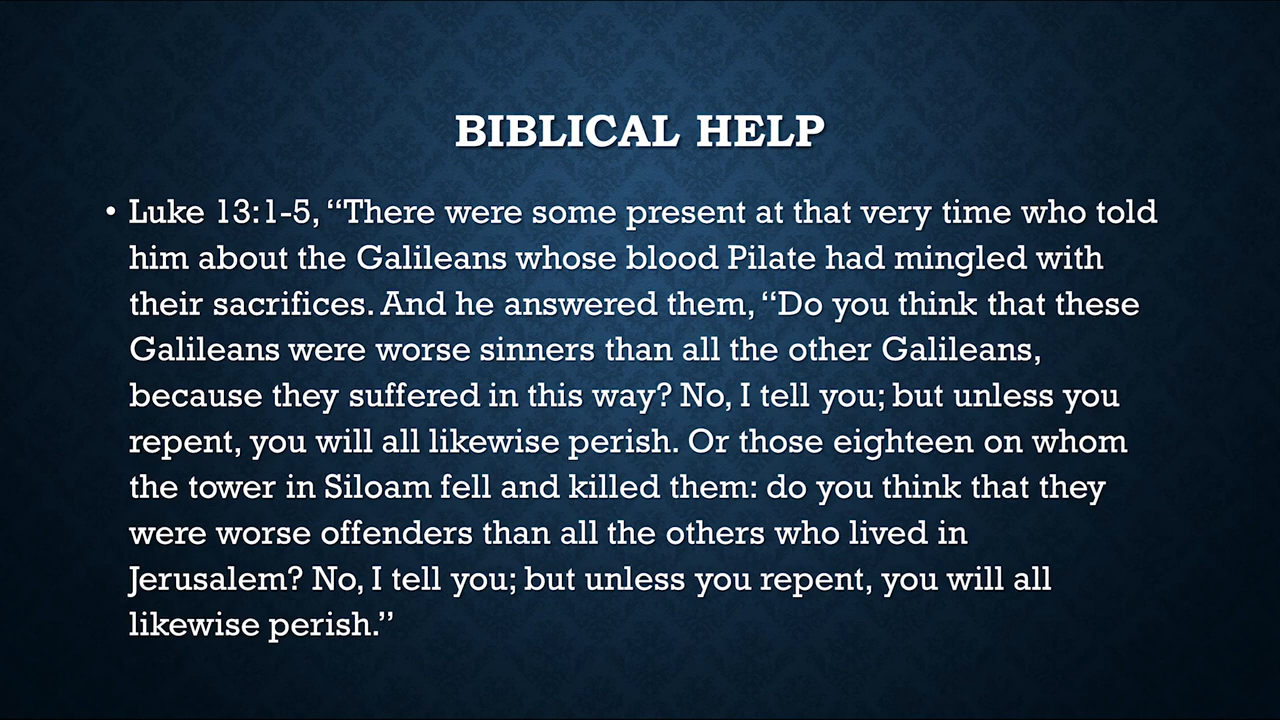 BIBLICAL HELP
• Luke 13:1-5, “There were some present at that very time who told
him about the Galileans whose blood Pilate had mingled with
their sacrifices. And he answered them, “Do you think that these
Galileans were worse sinners than all the other Galileans,
because they suffered in this way? No, I tell you; but unless you
repent, you will all likewise perish. Or those eighteen on whom
the tower in Siloam fell and killed them: do you think that they
were worse offenders than all the others who lived in
Jerusalem? No, I tell you; but unless you repent, you will all
likewise perish.”